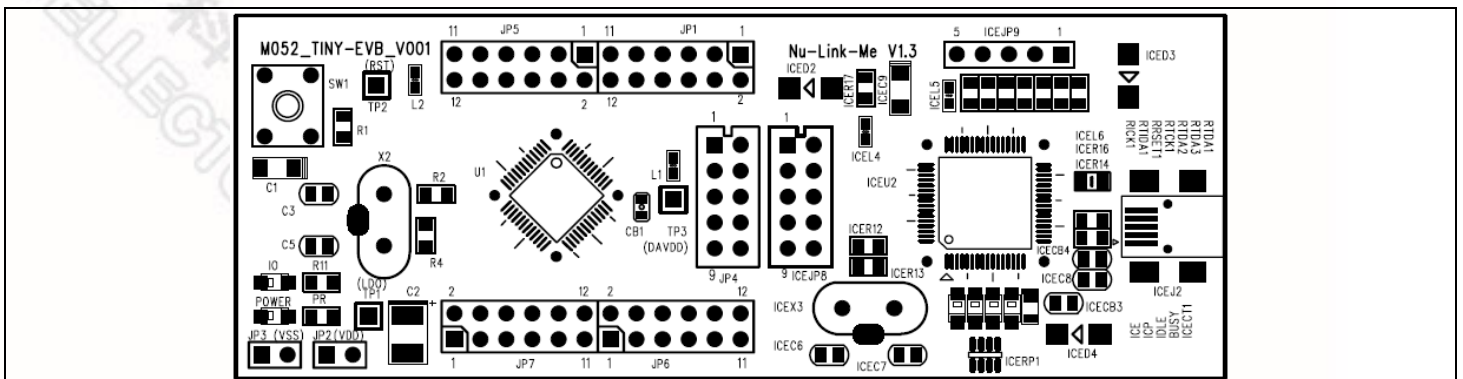 科
ELLECTO
M052_TINY-EVB_V001
11 JP5 1
11 JP1 1
Nu-Link-Me V1.3
5 ICEJP9 1
ICED3
(RST)
SW1
TP2
L2
12 2
12 2
ICED2
ICER17
ICEC9
ICEL5
R1
X2
U1
L1
1
1
ICEL4
ICEU2
ICEL6
ICER16
ICER14
RICK1
RTIDA1
RRSET1
RTCK1
RTDA2
RTDA3
RTDA1
C1
C3
R2
CB1
TP3
(DAVDD)
ICER12
ICECB4
C5
R4
9 JP4
9 ICEJP8
ICER13
ICEC8
ICEJ2
IO
R11
(LDO)
TP1
C2
+
2 12
2 12
ICEX3
ICECB3
POWER
PR
JP3 (VSS)
JP2(VDD)
1 JP7 11
1 JP6 11
ICEC6
ICEC7
ICERP1
ICED4
ICE
ICP
IDLE
BUSY
ICEC11